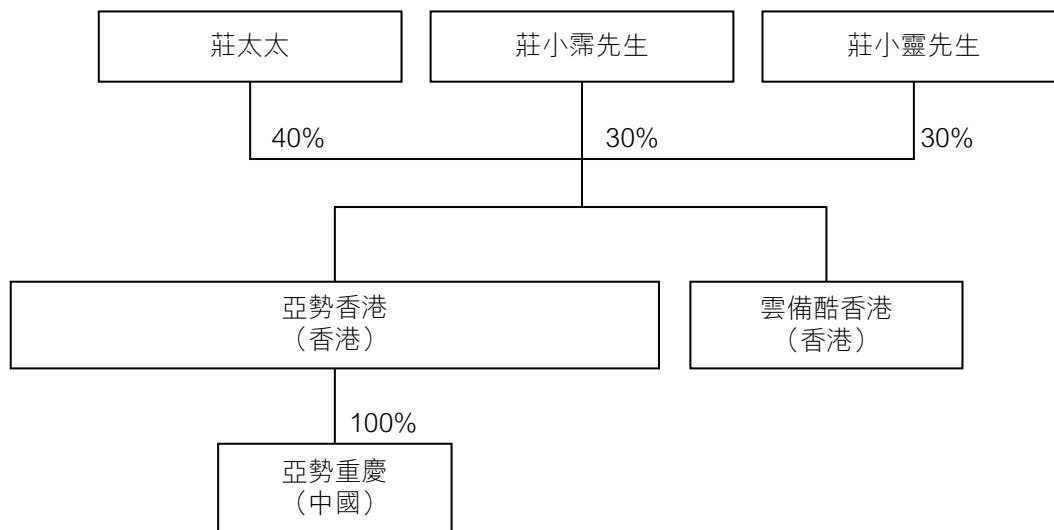 莊太太
莊小霈先生
莊小靈先生
40%
30%
30%
亞勢香港
（香港）
雲備酷香港
（香港）
100%
亞勢重慶
（中國）